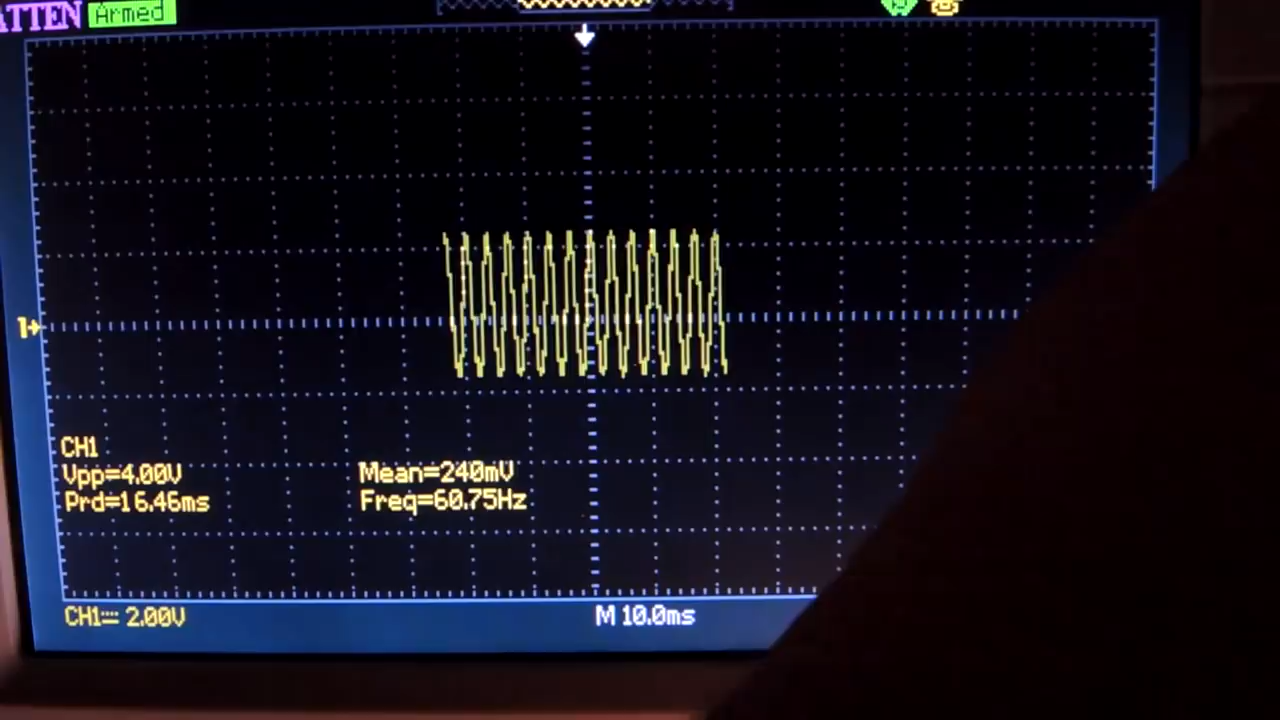 ATTEN Armed
1
CH1
Vpp=4.00V Mean=240mV
Prd=16.46ms Freq=60.75Hz
CH1 2.00V M 10.0ms